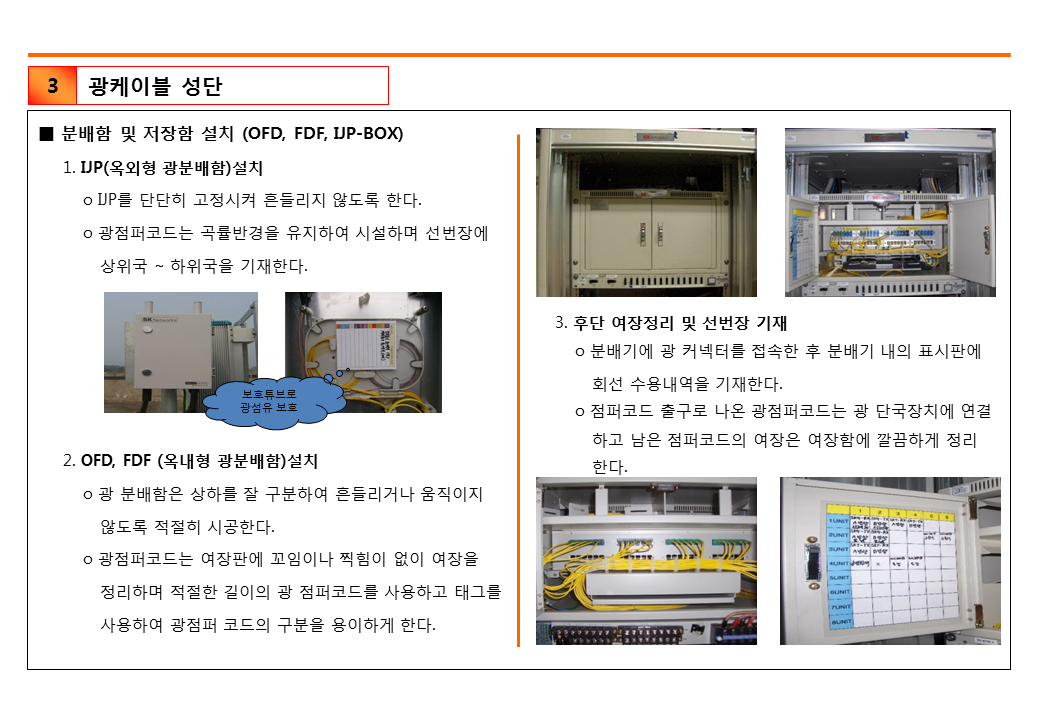 3 광케이블 성단
■ 분배함 및 저장함 설치 (OFD, FDF, IJP-BOX)
1. IJP(옥외형 광분배함)설치
o IJP를 단단히 고정시켜 흔들리지 않도록 한다.
o 광점퍼코드는 곡률반경을 유지하여 시설하며 선번장에
상위국 ~ 하위국을 기재한다.
보호튜브로
광섬유 보호
2. OFD, FDF (옥내형 광분배함)설치
o 광 분배함은 상하를 잘 구분하여 흔들리거나 움직이지
않도록 적절히 시공한다.
o 광점퍼코드는 여장판에 꼬임이나 찍힘이 없이 여장을
정리하며 적절한 길이의 광 점퍼코드를 사용하고 태그를
사용하여 광점퍼 코드의 구분을 용이하게 한다.
3. 후단 여장정리 및 선번장 기재
o 분배기에 광 커넥터를 접속한 후 분배기 내의 표시판에
회선 수용내역을 기재한다.
o 점퍼코드 출구로 나온 광점퍼코드는 광 단국장치에 연결
하고 남은 점퍼코드의 여장은 여장함에 깔끔하게 정리
한다.
1 2 3 4 5 6
1UNIT
2UNIT
3UNIT
4UNIT
5UNIT
6UNIT
7UNIT
8UNIT